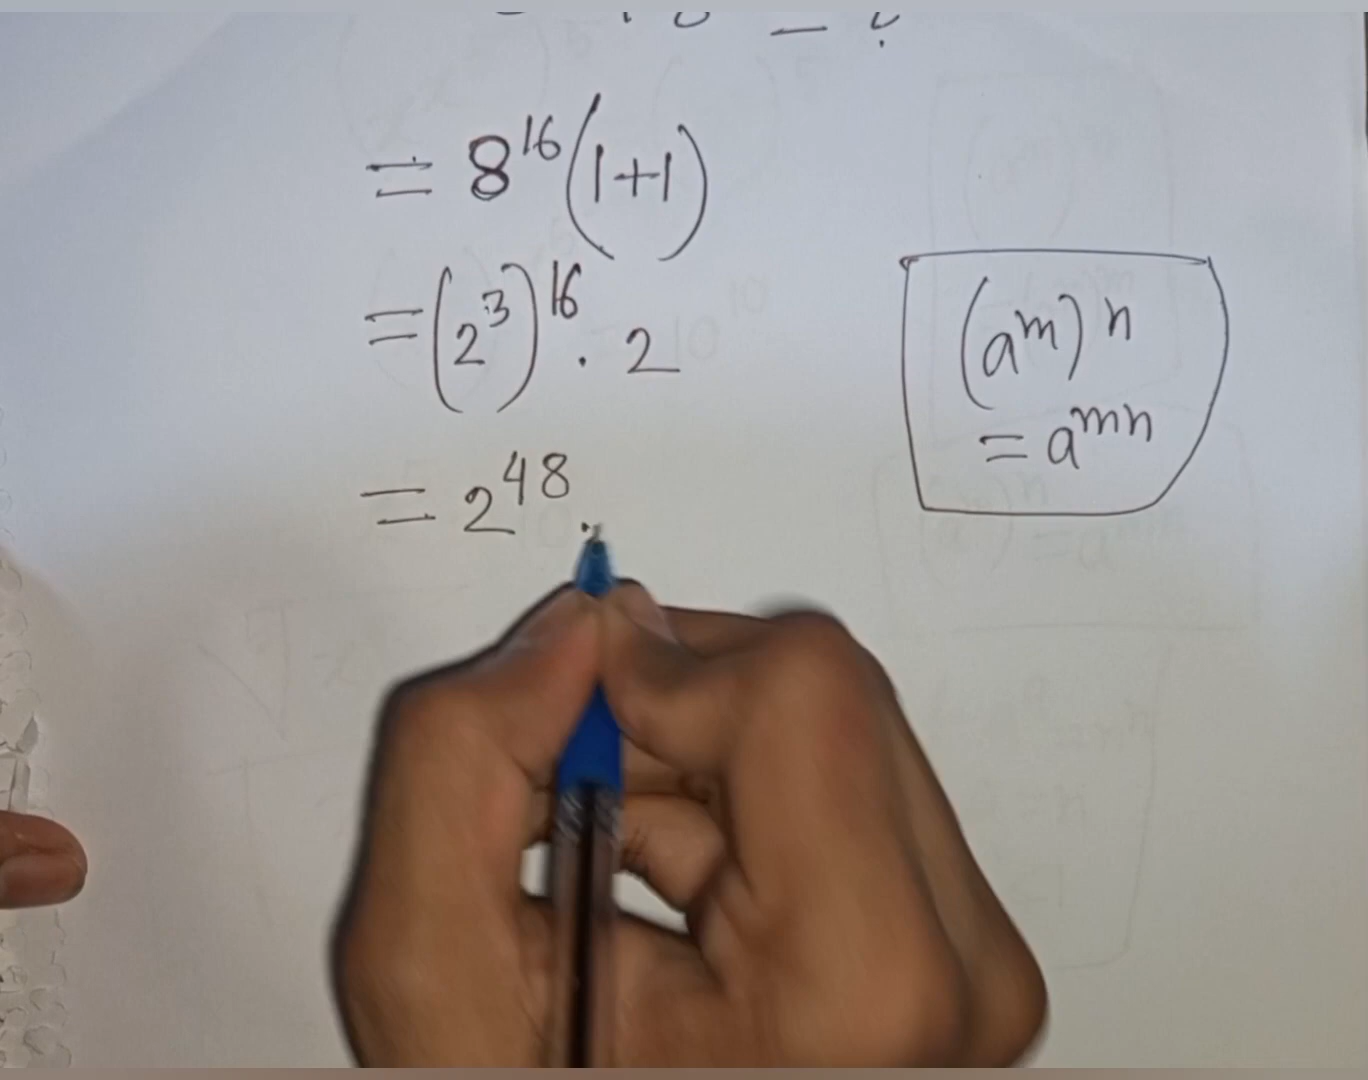 = 8^16 (1+1)
= (2^3)^16 . 2
= 2^48 .
(a^m)^n
= a^mn